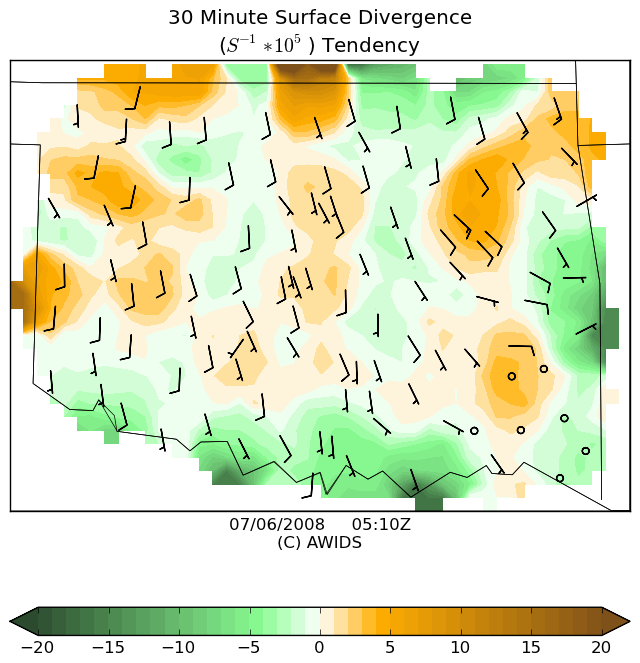 30 Minute Surface Divergence
(S⁻¹ *10⁵ ) Tendency
07/06/2008 05:10Z
(C) AWIDS
−20 −15 −10 −5 0 5 10 15 20